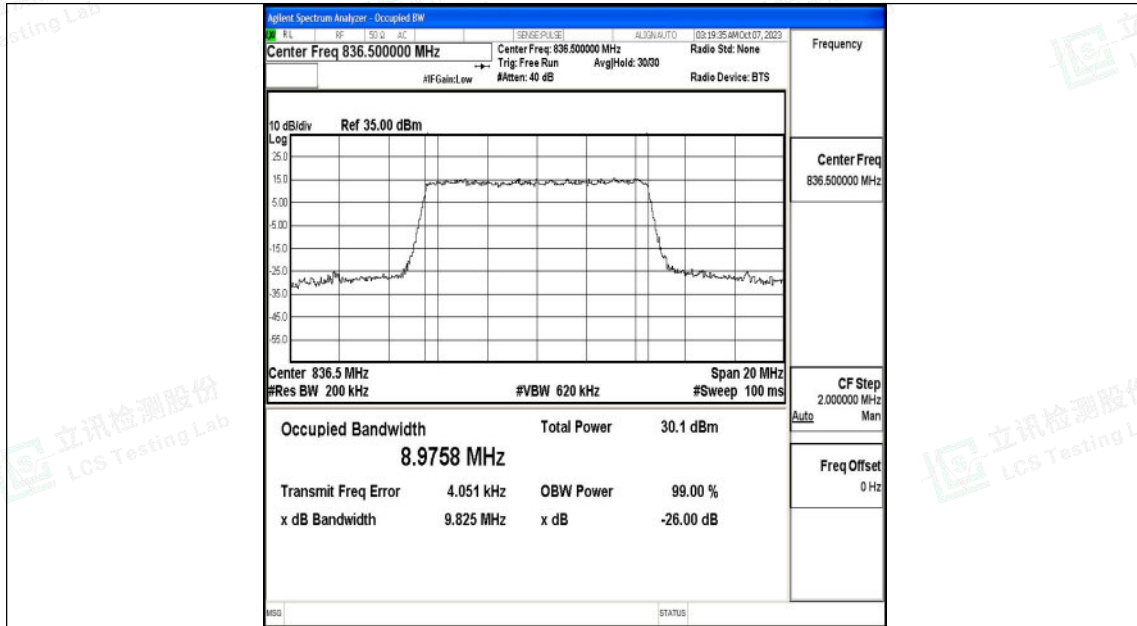 Agilent Spectrum Analyzer - Occupied BW
RL RF 50 Ω AC SENSE:PULSE ALIGNAUTO 03:19:35 AM Oct 07, 2023
Center Freq 836.500000 MHz
Center Freq: 836.500000 MHz
Radio Std: None
Trig: Free Run Avg|Hold: 30/30
#IFGain:Low #Atten: 40 dB Radio Device: BTS
10 dB/div Ref 35.00 dBm
Log
25.0
15.0
5.00
-5.00
-15.0
-25.0
-35.0
-45.0
-55.0
Center 836.5 MHz Span 20 MHz
#Res BW 200 kHz #VBW 620 kHz #Sweep 100 ms
Occupied Bandwidth Total Power 30.1 dBm
8.9758 MHz
Transmit Freq Error 4.051 kHz OBW Power 99.00 %
x dB Bandwidth 9.825 MHz x dB -26.00 dB
MSG STATUS
Frequency
Center Freq
836.500000 MHz
CF Step
2.000000 MHz
Auto Man
Freq Offset
0 Hz
立讯检测股份
LCS Testing Lab
立讯检测股份
LCS Testing L
sting Lab
立